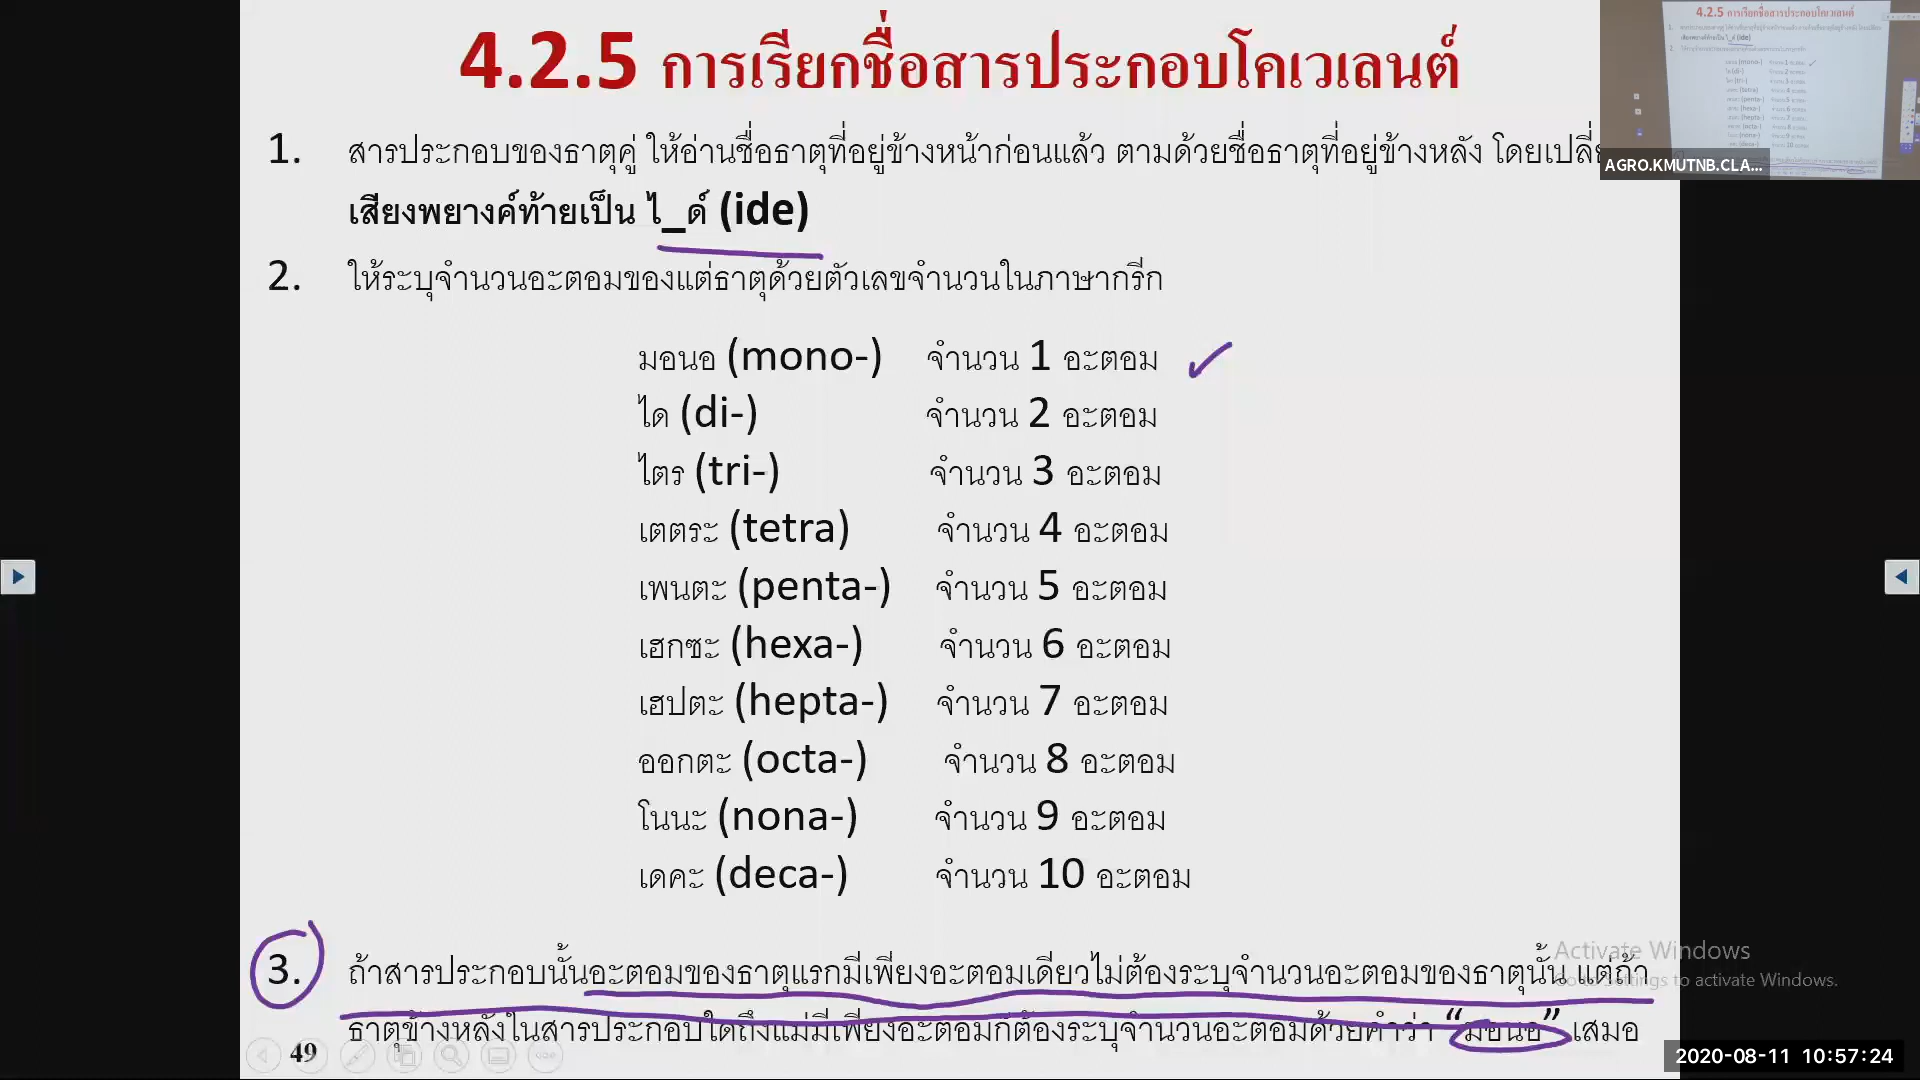 4.2.5 การเรียกชื่อสารประกอบโคเวเลนต์
1. สารประกอบของธาตุคู่ ให้อ่านชื่อธาตุที่อยู่ข้างหน้าก่อนแล้ว ตามด้วยชื่อธาตุที่อยู่ข้างหลัง
เสียงพยางค์ท้ายเป็น ไ_ด์ (ide)
2. ให้ระบุจำนวนอะตอมของแต่ธาตุด้วยตัวเลขจำนวนในภาษากรีก
มอนอ (mono-) จำนวน 1 อะตอม
ได (di-) จำนวน 2 อะตอม
ไตร (tri-) จำนวน 3 อะตอม
เตตระ (tetra) จำนวน 4 อะตอม
เพนตะ (penta-) จำนวน 5 อะตอม
เฮกซะ (hexa-) จำนวน 6 อะตอม
เฮปตะ (hepta-) จำนวน 7 อะตอม
ออกตะ (octa-) จำนวน 8 อะตอม
โนนะ (nona-) จำนวน 9 อะตอม
เดคะ (deca-) จำนวน 10 อะตอม
3. ถ้าสารประกอบนั้นอะตอมของธาตุแรกมีเพียงอะตอมเดียวไม่ต้องระบุจำนวนอะตอมของธาตุนั้น แต่ถ้า
ธาตุข้างหลังในสารประกอบใดถึงแม่มีเพียงอะตอมก็ต้องระบุจำนวนอะตอมด้วยคำว่า “มอนอ” เสมอ
49
AGRO.KMUTNB.CLA...
4.2.5 การเรียกชื่อสารประกอบโคเวเลนต์
Activate Windows
Go to Settings to activate Windows.
2020-08-11 10:57:24